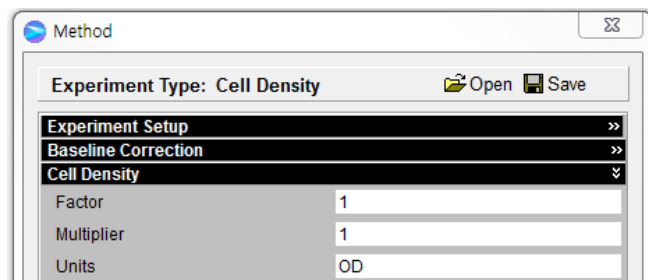 Method
Experiment Type: Cell Density Open Save
Experiment Setup »
Baseline Correction »
Cell Density
Factor 1
Multiplier 1
Units OD